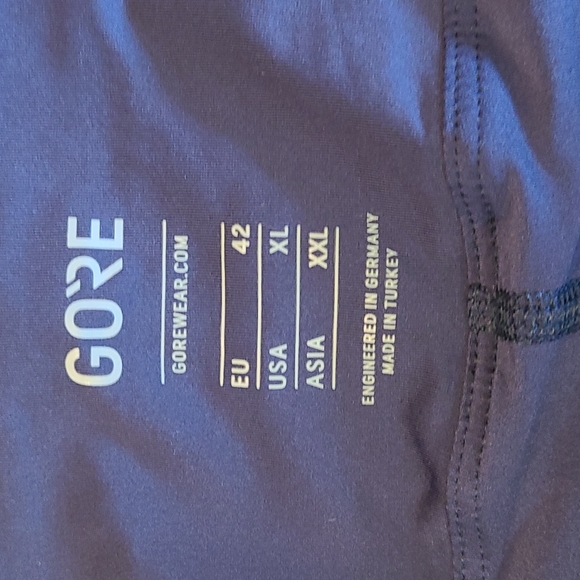 GORE
GOREWEAR.COM
EU 42
USA XL
ASIA XXL
ENGINEERED IN GERMANY
MADE IN TURKEY